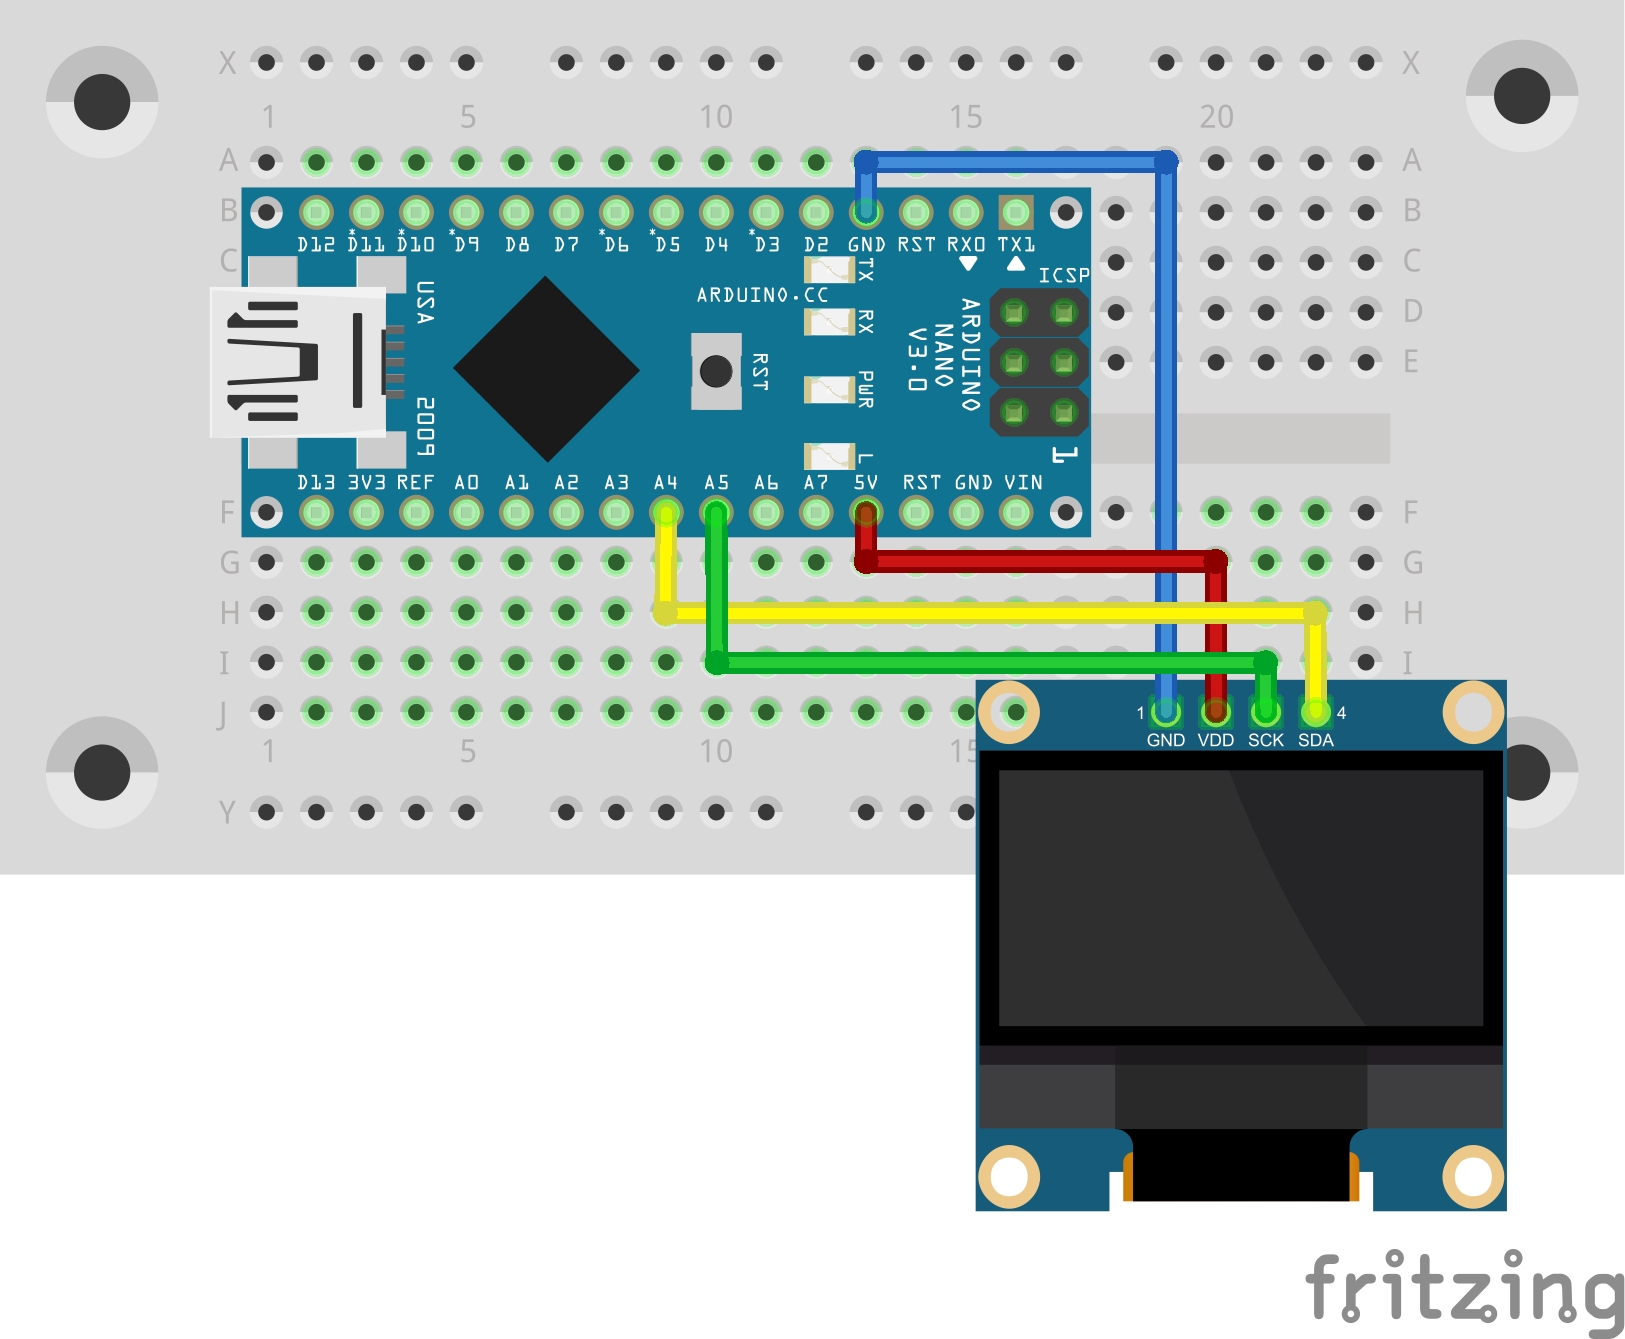 X X
1 5 10 15 20
A A
B B
D12 *D11 *D10 *D9 D8 D7 *D6 *D5 D4 *D3 D2 GND RST RX0 TX1
C C
TX
ICSP
USA
ARDUINO.CC
RX
ARDUINO
NANO
V3.0
D
RST
PWR
E
2009
L
1
D13 3V3 REF A0 A1 A2 A3 A4 A5 A6 A7 5V RST GND VIN
F F
G G
H H
I I
J
1 4
GND VDD SCK SDA
1 5 10 15
Y
fritzing